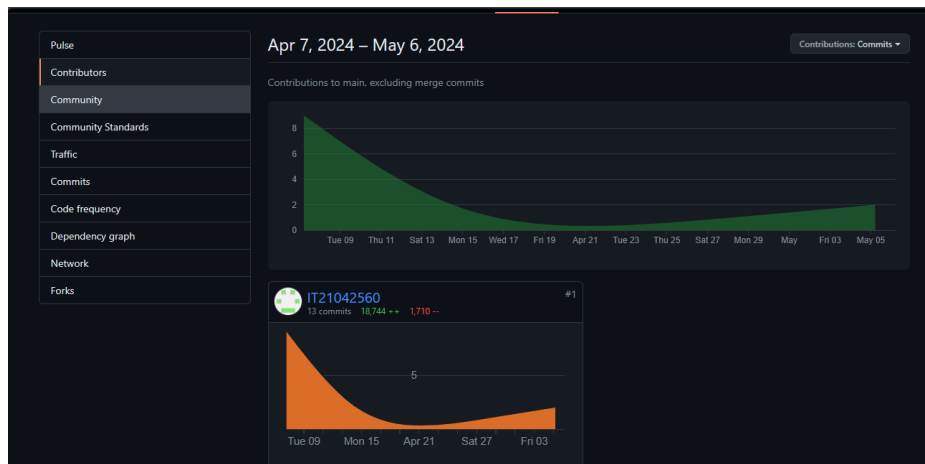 Pulse
Contributors
Community
Community Standards
Traffic
Commits
Code frequency
Dependency graph
Network
Forks
Apr 7, 2024 – May 6, 2024
Contributions: Commits
Contributions to main, excluding merge commits
8
6
4
2
0
Tue 09 Thu 11 Sat 13 Mon 15 Wed 17 Fri 19 Apr 21 Tue 23 Thu 25 Sat 27 Mon 29 May Fri 03 May 05
IT21042560 #1
13 commits 18,744 ++ 1,710 --
5
Tue 09 Mon 15 Apr 21 Sat 27 Fri 03